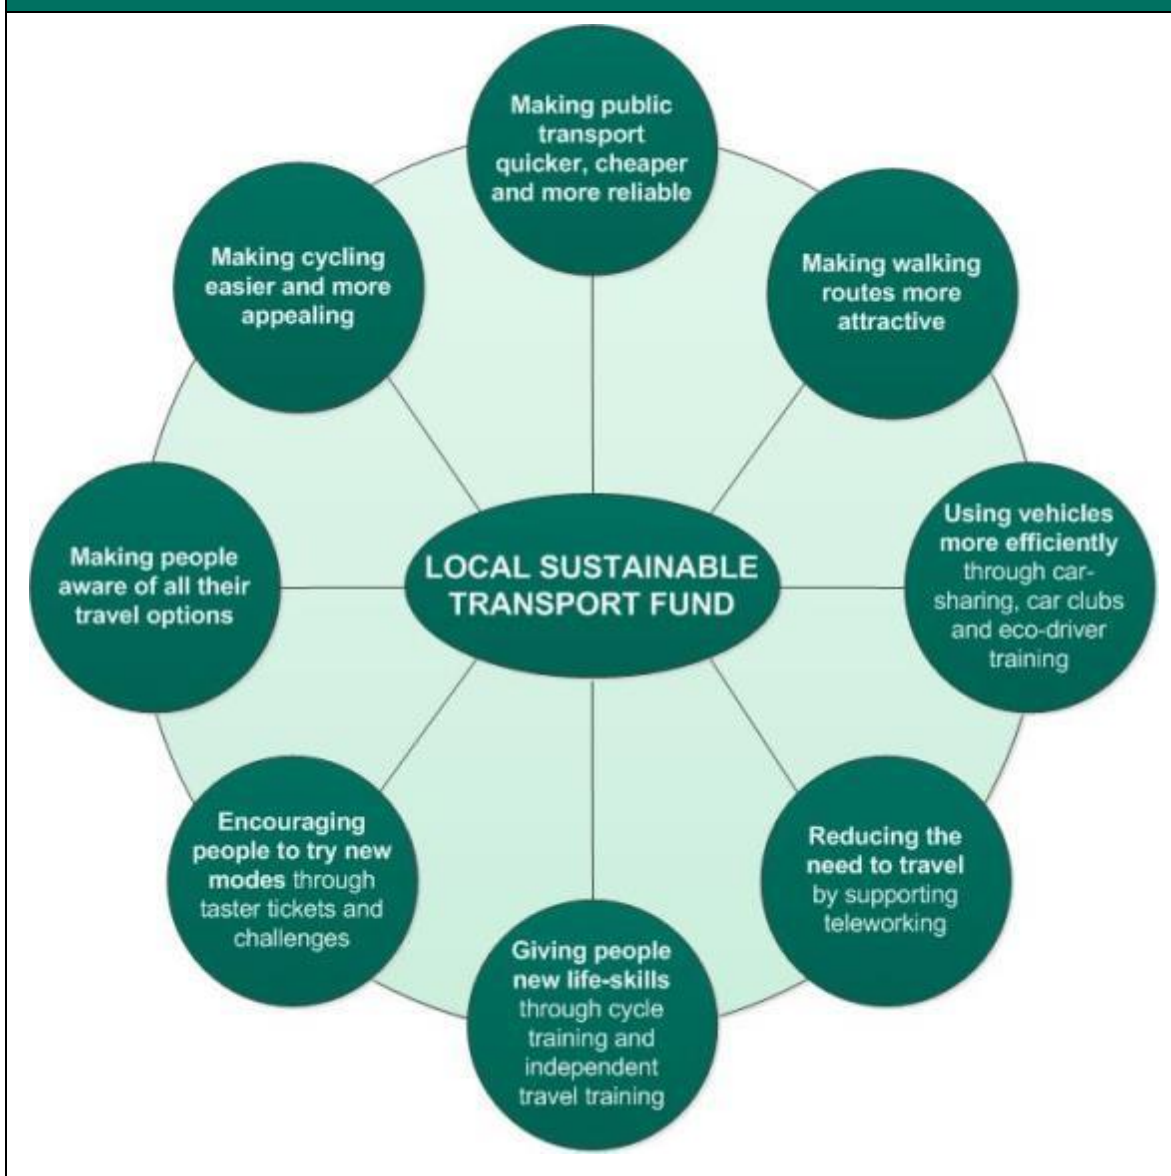 Making public
transport
quicker, cheaper
and more reliable
Making walking
routes more
attractive
Using vehicles
more efficiently
through car-
sharing, car clubs
and eco-driver
training
Reducing the
need to travel
by supporting
teleworking
Giving people
new life-skills
through cycle
training and
independent
travel training
Encouraging
people to try new
modes through
taster tickets and
challenges
Making people
aware of all their
travel options
Making cycling
easier and more
appealing
LOCAL SUSTAINABLE
TRANSPORT FUND